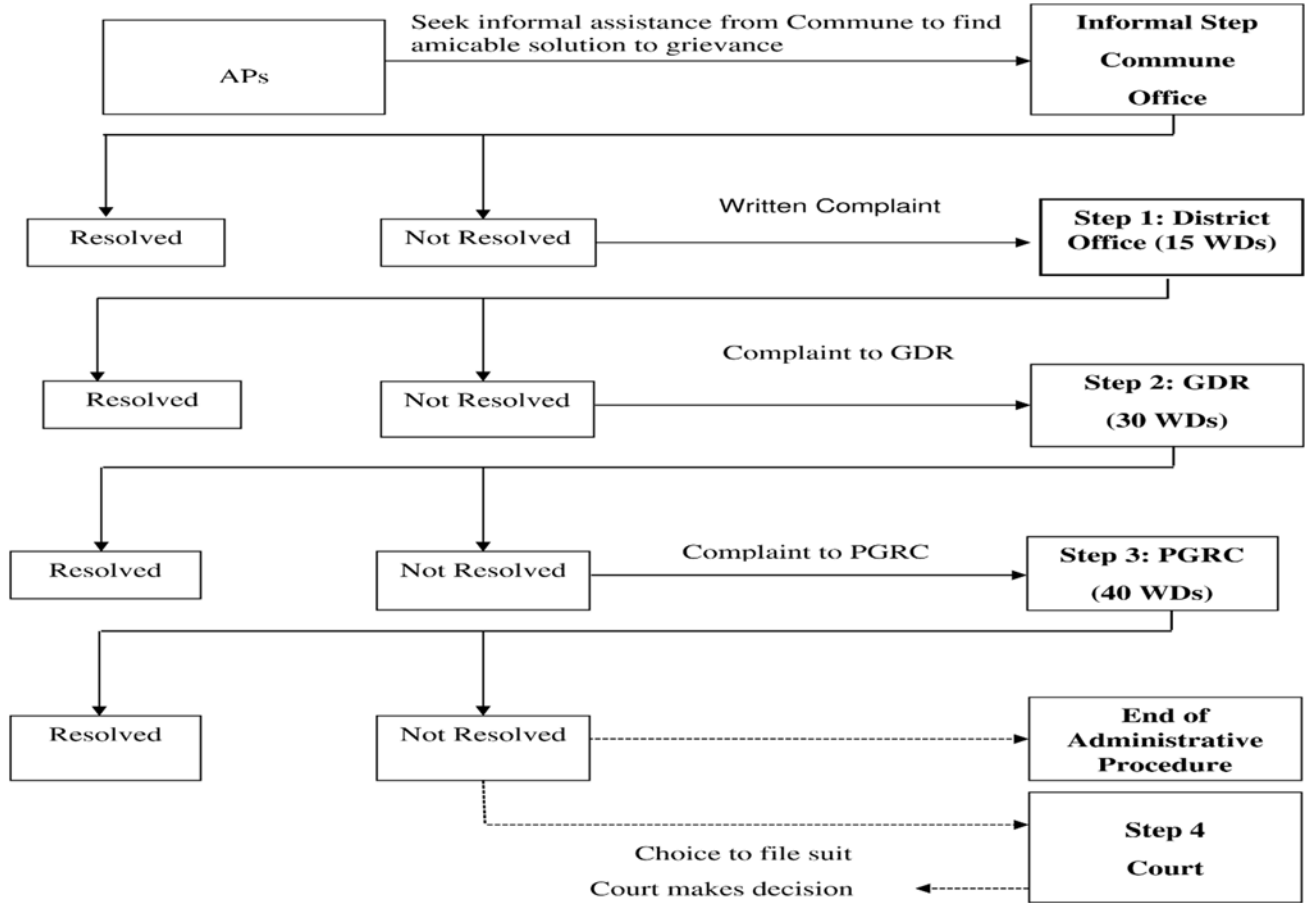 Seek informal assistance from Commune to find
amicable solution to grievance
APs
Informal Step
Commune
Office
Resolved
Not Resolved
Written Complaint
Step 1: District
Office (15 WDs)
Resolved
Not Resolved
Complaint to GDR
Step 2: GDR
(30 WDs)
Resolved
Not Resolved
Complaint to PGRC
Step 3: PGRC
(40 WDs)
Resolved
Not Resolved
End of
Administrative
Procedure
Choice to file suit
Court makes decision
Step 4
Court